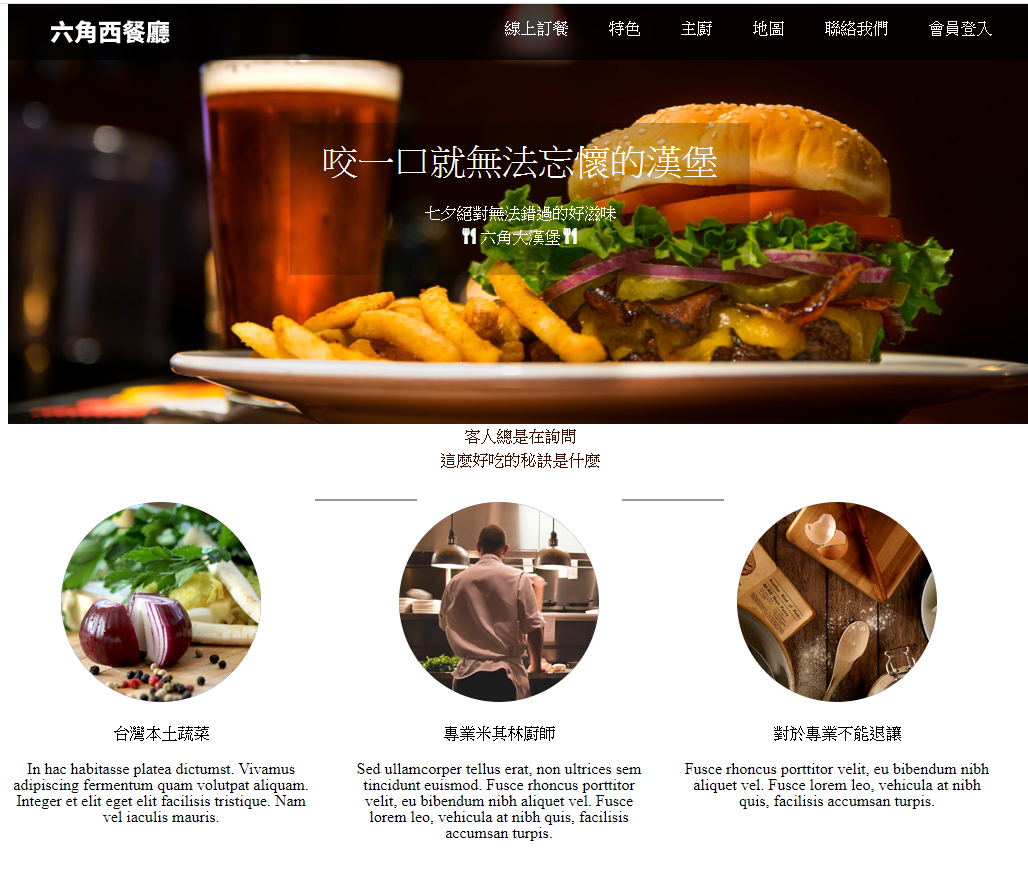 六角西餐廳
線上訂餐 特色 主廚 地圖 聯絡我們 會員登入
咬一口就無法忘懷的漢堡
七夕絕對無法錯過的好滋味
六角大漢堡
客人總是在詢問
這麼好吃的秘訣是什麼
台灣本土蔬菜
In hac habitasse platea dictumst. Vivamus
adipiscing fermentum quam volutpat aliquam.
Integer et elit eget elit facilisis tristique. Nam
vel iaculis mauris.
專業米其林廚師
Sed ullamcorper tellus erat, non ultrices sem
tincidunt euismod. Fusce rhoncus porttitor
velit, eu bibendum nibh aliquet vel. Fusce
lorem leo, vehicula at nibh quis, facilisis
accumsan turpis.
對於專業不能退讓
Fusce rhoncus porttitor velit, eu bibendum nibh
aliquet vel. Fusce lorem leo, vehicula at nibh
quis, facilisis accumsan turpis.